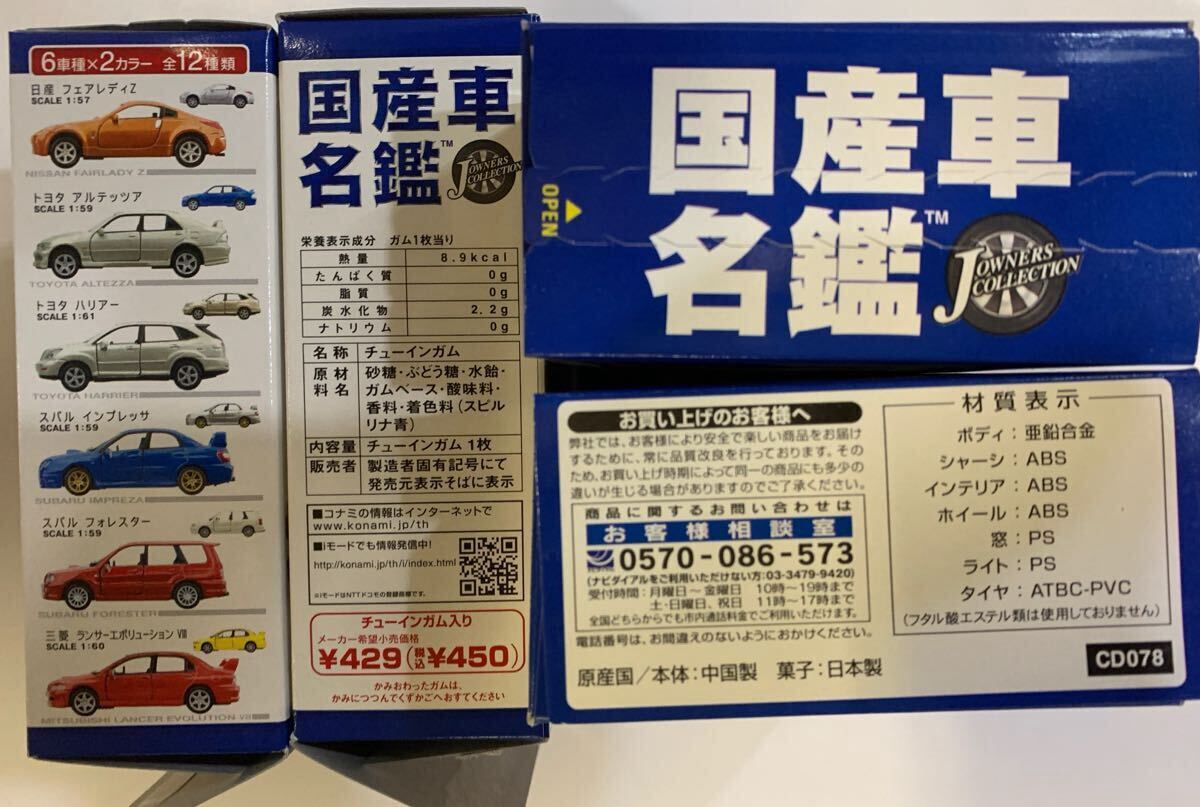 6車種×2カラー 全12種類
日産 フェアレディZ
SCALE 1:57
NISSAN FAIRLADY Z
トヨタ アルテッツァ
SCALE 1:59
TOYOTA ALTEZZA
トヨタ ハリアー
SCALE 1:61
TOYOTA HARRIER
スバル インプレッサ
SCALE 1:59
SUBARU IMPREZA
スバル フォレスター
SCALE 1:59
SUBARU FORESTER
三菱 ランサーエボリューション VIII
SCALE 1:60
MITSUBISHI LANCER EVOLUTION VIII
国産車
名鑑™
J OWNERS
COLLECTION
栄養表示成分 ガム1枚当り
熱量 8.9kcal
たんぱく質 0g
脂質 0g
炭水化物 2.2g
ナトリウム 0g
名称 チューインガム
原材料名 砂糖・ぶどう糖・水飴・
ガムベース・酸味料・
香料・着色料(スピル
リナ青)
内容量 チューインガム 1枚
販売者 製造者固有記号にて
発売元表示そばに表示
■コナミの情報はインターネットで
www.konami.jp/th
■iモードでも情報発信中!
http://konami.jp/th/i/index.html
※iモードはNTTドコモの登録商標です。
チューインガム入り
メーカー希望小売価格
¥429(税込¥450)
かみおわったガムは、
かみにつつんでくずかごへおすてください
OPEN
国産車
名鑑™
J OWNERS
COLLECTION
お買い上げのお客様へ
弊社では、お客様により安全で楽しい商品をお届け
するために、常に品質改良を行っております。その
ため、お買い上げ時期によって同一の商品にも多少の
違いが生じる場合がありますのでご了承ください。
商品に関するお問い合わせは
お客様相談室
0570-086-573
(ナビダイアルをご利用いただけない方:03-3479-9420)
受付時間:月曜日〜金曜日 10時〜19時まで
土・日曜日、祝日 11時〜17時まで
全国どちらからでも市内通話料金でご利用いただけます。
電話番号は、お間違えのないようにおかけください。
原産国/本体:中国製 菓子:日本製
材質表示
ボディ:亜鉛合金
シャーシ:ABS
インテリア:ABS
ホイール:ABS
窓:PS
ライト:PS
タイヤ:ATBC-PVC
(フタル酸エステル類は使用しておりません)
CD078